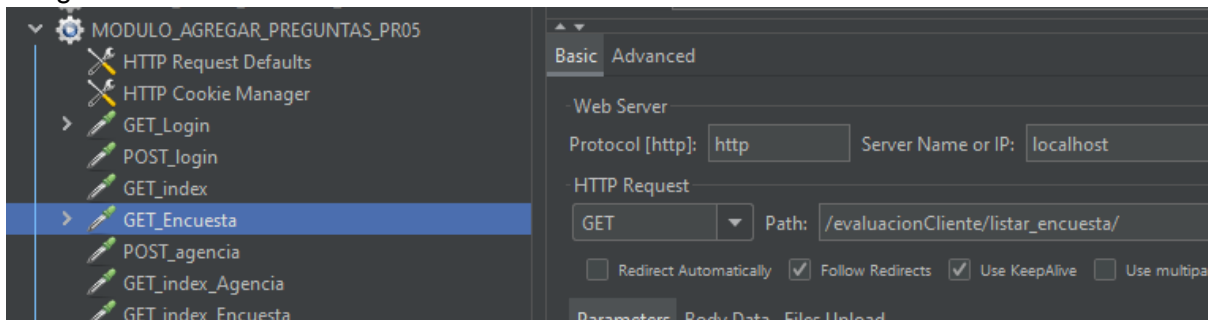 MODULO_AGREGAR_PREGUNTAS_PR05
HTTP Request Defaults
HTTP Cookie Manager
GET_Login
POST_login
GET_index
GET_Encuesta
POST_agencia
GET_index_Agencia
GET_index_Encuesta
Basic Advanced
Web Server
Protocol [http]: http Server Name or IP: localhost
HTTP Request
GET Path: /evaluacionCliente/listar_encuesta/
Redirect Automatically Follow Redirects Use KeepAlive Use multipa
Parameters Body Data Files Upload